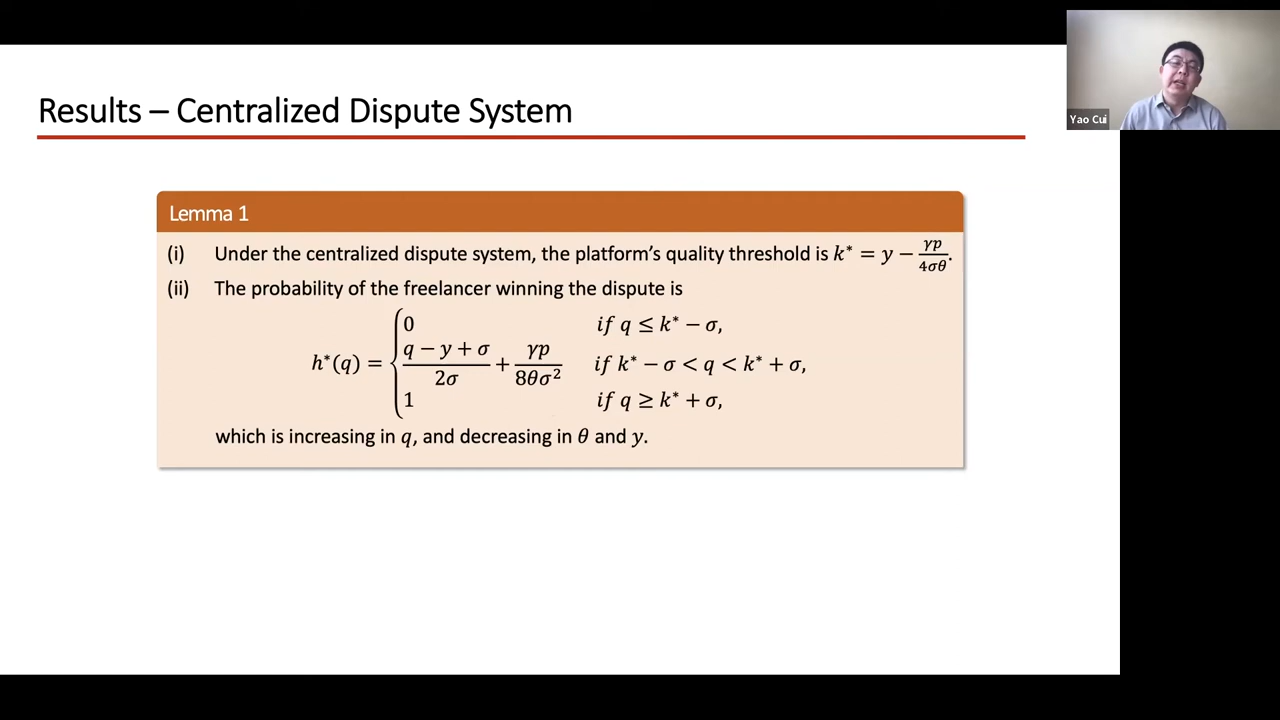 Results – Centralized Dispute System
Yao Cui
Lemma 1
(i) Under the centralized dispute system, the platform's quality threshold is k* = y − γp/4σθ.
(ii) The probability of the freelancer winning the dispute is
h*(q) = {
0 if q ≤ k* − σ,
(q − y + σ)/2σ + γp/8θσ² if k* − σ < q < k* + σ,
1 if q ≥ k* + σ,
which is increasing in q, and decreasing in θ and y.